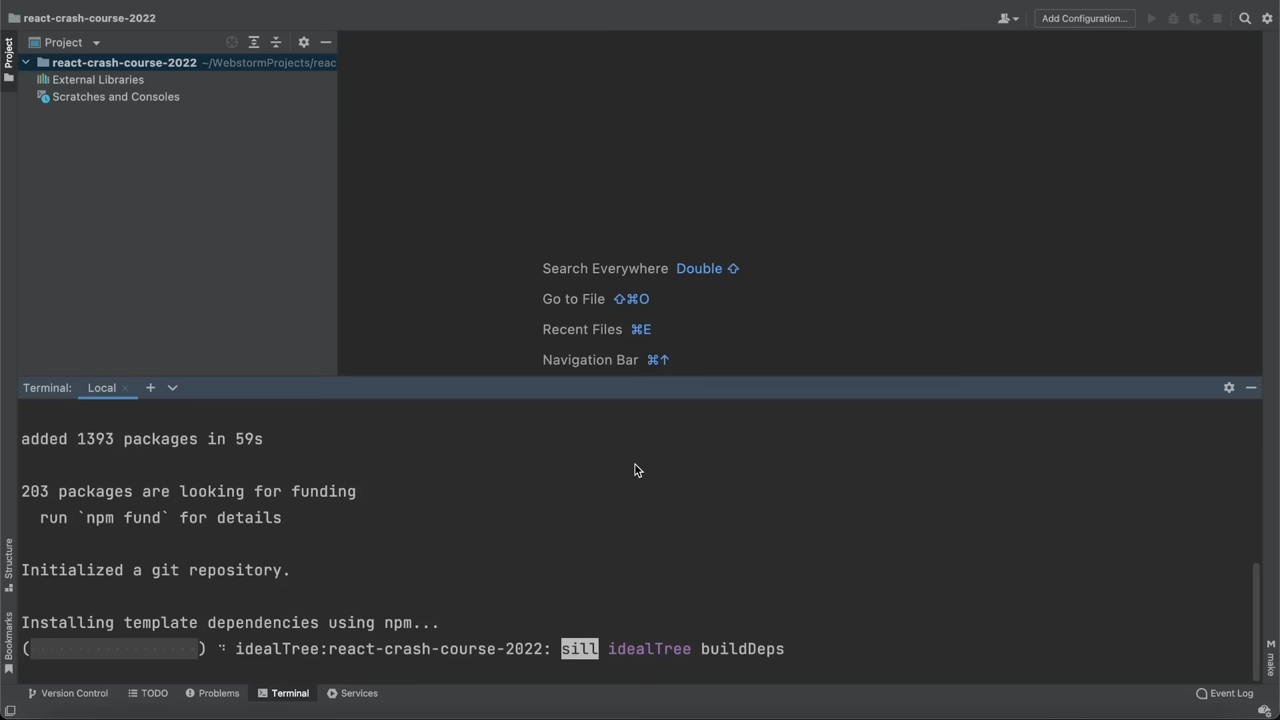 react-crash-course-2022
Add Configuration...
Project
Project
react-crash-course-2022 ~/WebstormProjects/reac
External Libraries
Scratches and Consoles
Search Everywhere Double ⇧
Go to File ⇧⌘O
Recent Files ⌘E
Navigation Bar ⌘↑
Terminal: Local × +
added 1393 packages in 59s
203 packages are looking for funding
run `npm fund` for details
Initialized a git repository.
Installing template dependencies using npm...
(..................) ⠙ idealTree:react-crash-course-2022: sill idealTree buildDeps
Structure
Bookmarks
M make
Version Control TODO Problems Terminal Services Event Log